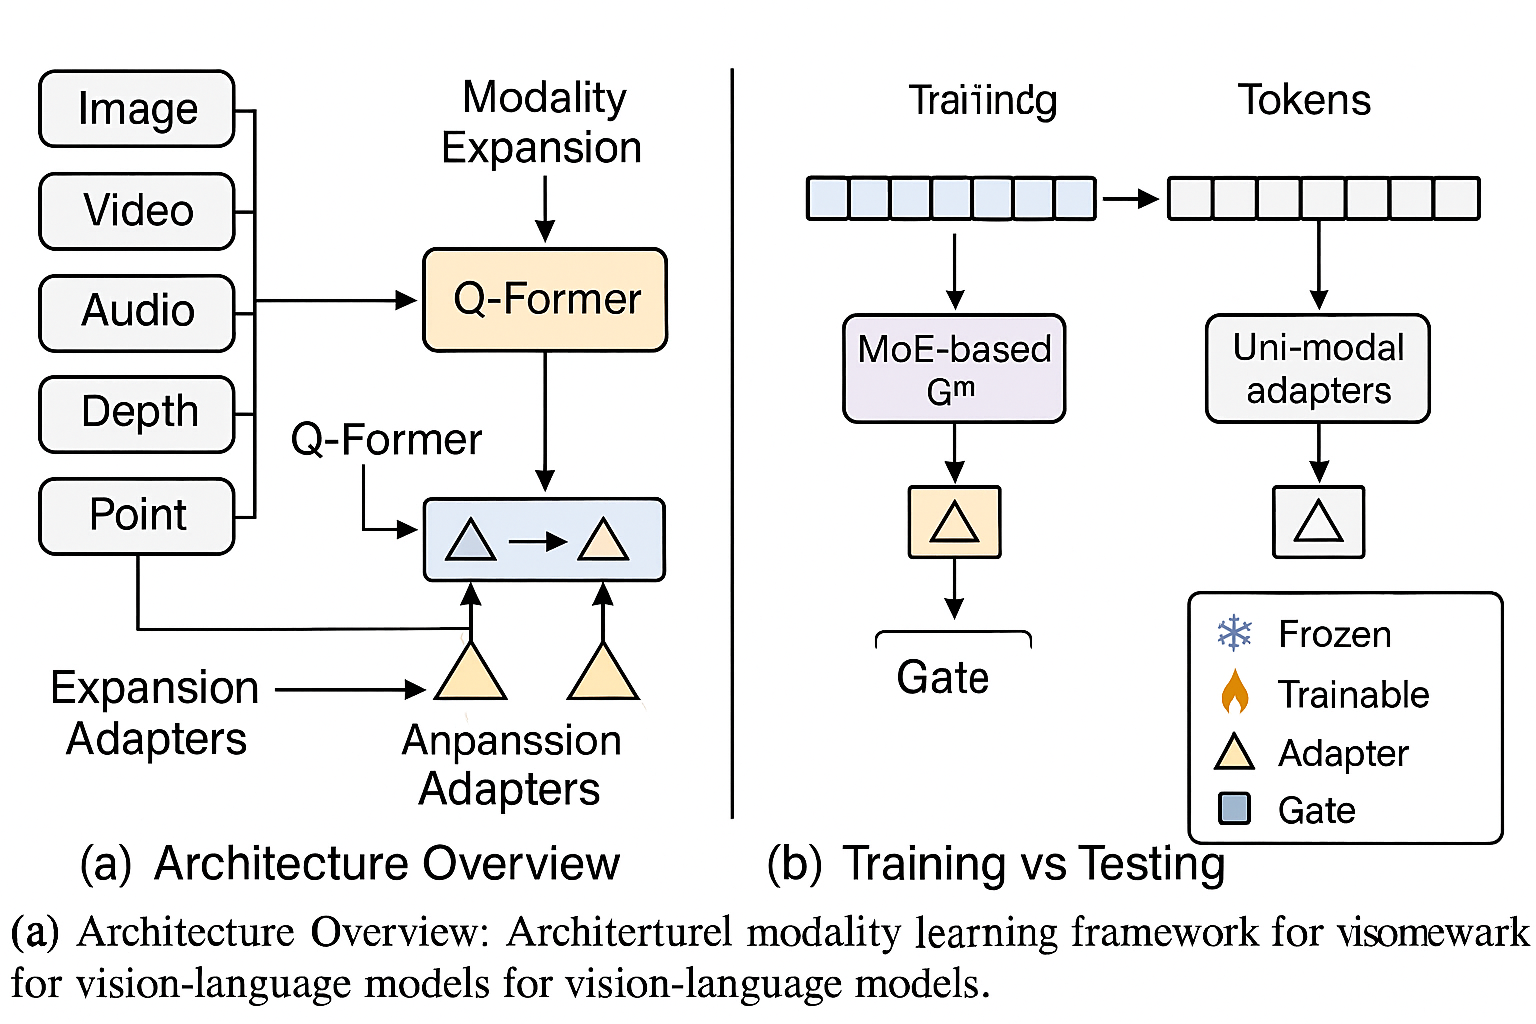 Image
Video
Audio
Depth
Point
Modality
Expansion
Q-Former
Q-Former
Expansion
Adapters
Anpanssion
Adapters
(a) Architecture Overview
Tokens
MoE-based
Gᵐ
Uni-modal
adapters
Gate
Frozen
Trainable
Adapter
Gate
(b) Training vs Testing
(a) Architecture Overview: Architerturel modality learning framework for visomewark
for vision-language models for vision-language models.